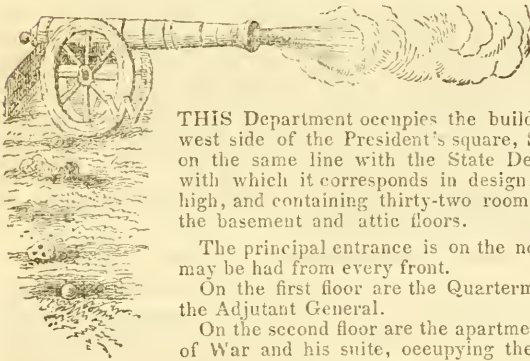 THIS Department occupies the build
west side of the President's square,
on the same line with the State De
with which it corresponds in design
high, and containing thirty-two room
the basement and attic floors.
The principal entrance is on the no
may be had from every front.
On the first floor are the Quarterm
the Adjutant General.
On the second floor are the apartme
of War and his suite, occupying the